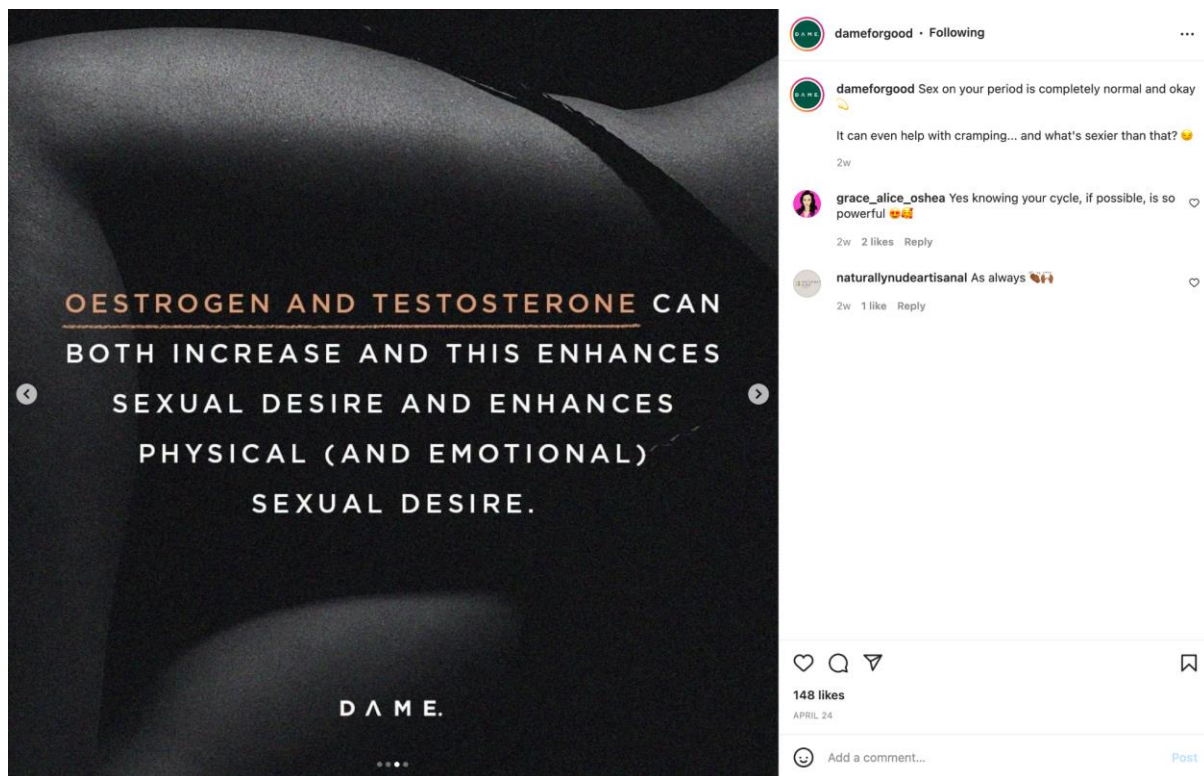 OESTROGEN AND TESTOSTERONE CAN
BOTH INCREASE AND THIS ENHANCES
SEXUAL DESIRE AND ENHANCES
PHYSICAL (AND EMOTIONAL)
SEXUAL DESIRE.
DAME.
DAME.
dameforgood • Following
DAME.
dameforgood Sex on your period is completely normal and okay
💫
It can even help with cramping... and what's sexier than that? 😏
2w
grace_alice_oshea Yes knowing your cycle, if possible, is so
powerful 😍🥰
2w 2 likes Reply
naturallynudeartisanal As always 👏🏾🙌🏽
2w 1 like Reply
148 likes
APRIL 24
Add a comment...
Post